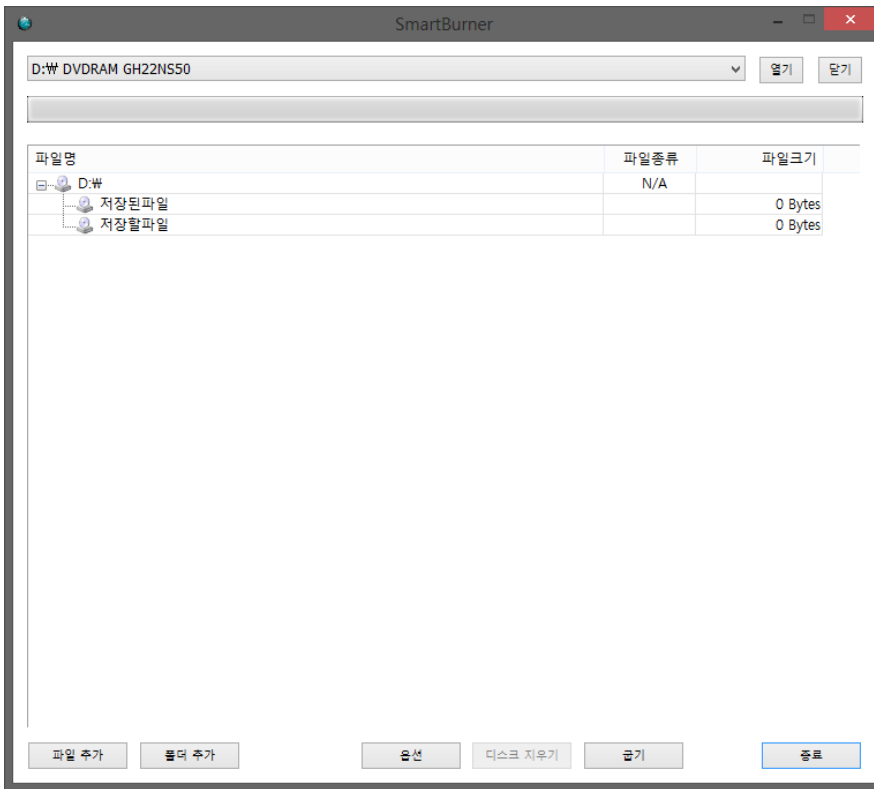 SmartBurner
D:₩ DVDRAM GH22NS50 열기 닫기
파일명 파일종류 파일크기
D:₩ N/A
저장된파일 0 Bytes
저장할파일 0 Bytes
파일 추가 폴더 추가 옵션 디스크 지우기 굽기 종료